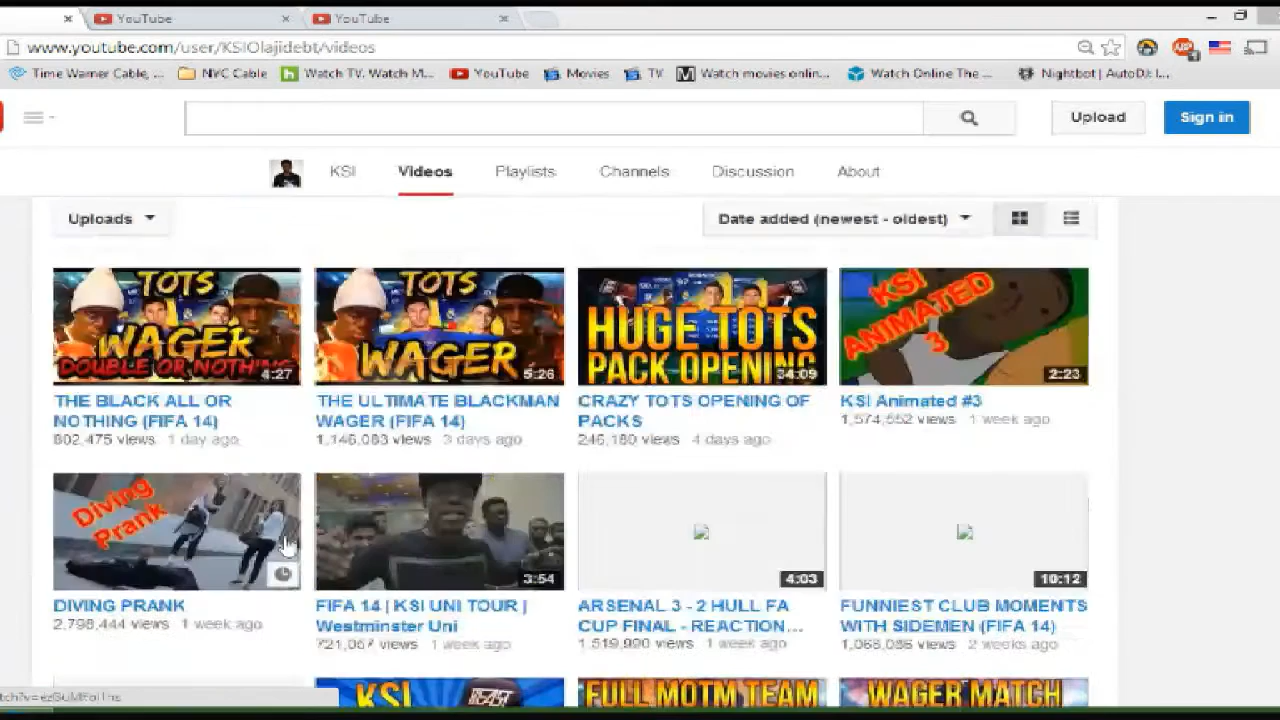 YouTube YouTube
www.youtube.com/user/KSIOlajidebt/videos
Time Warner Cable, ... NYC Cable Watch TV. Watch M... YouTube Movies TV Watch movies onlin... Watch Online The ... Nightbot | AutoDJ: I...
Upload Sign in
KSI Videos Playlists Channels Discussion About
Uploads Date added (newest - oldest)
TOTS
WAGER
DOUBLE OR NOTHIN
4:27
TOTS
WAGER
5:26
HUGE TOTS
PACK OPENING
34:09
KSI
ANIMATED
3
2:23
THE BLACK ALL OR
NOTHING (FIFA 14)
802,475 views 1 day ago
THE ULTIMATE BLACKMAN
WAGER (FIFA 14)
1,146,083 views 3 days ago
CRAZY TOTS OPENING OF
PACKS
246,180 views 4 days ago
KSI Animated #3
1,574,552 views 1 week ago
Diving
Prank
3:54
4:03
10:12
DIVING PRANK
2,798,444 views 1 week ago
FIFA 14 | KSI UNI TOUR |
Westminster Uni
721,067 views 1 week ago
ARSENAL 3 - 2 HULL FA
CUP FINAL - REACTION...
1,519,990 views 1 week ago
FUNNIEST CLUB MOMENTS
WITH SIDEMEN (FIFA 14)
1,068,086 views 2 weeks ago
KSI
FULL MOTM TEAM
WAGER MATCH